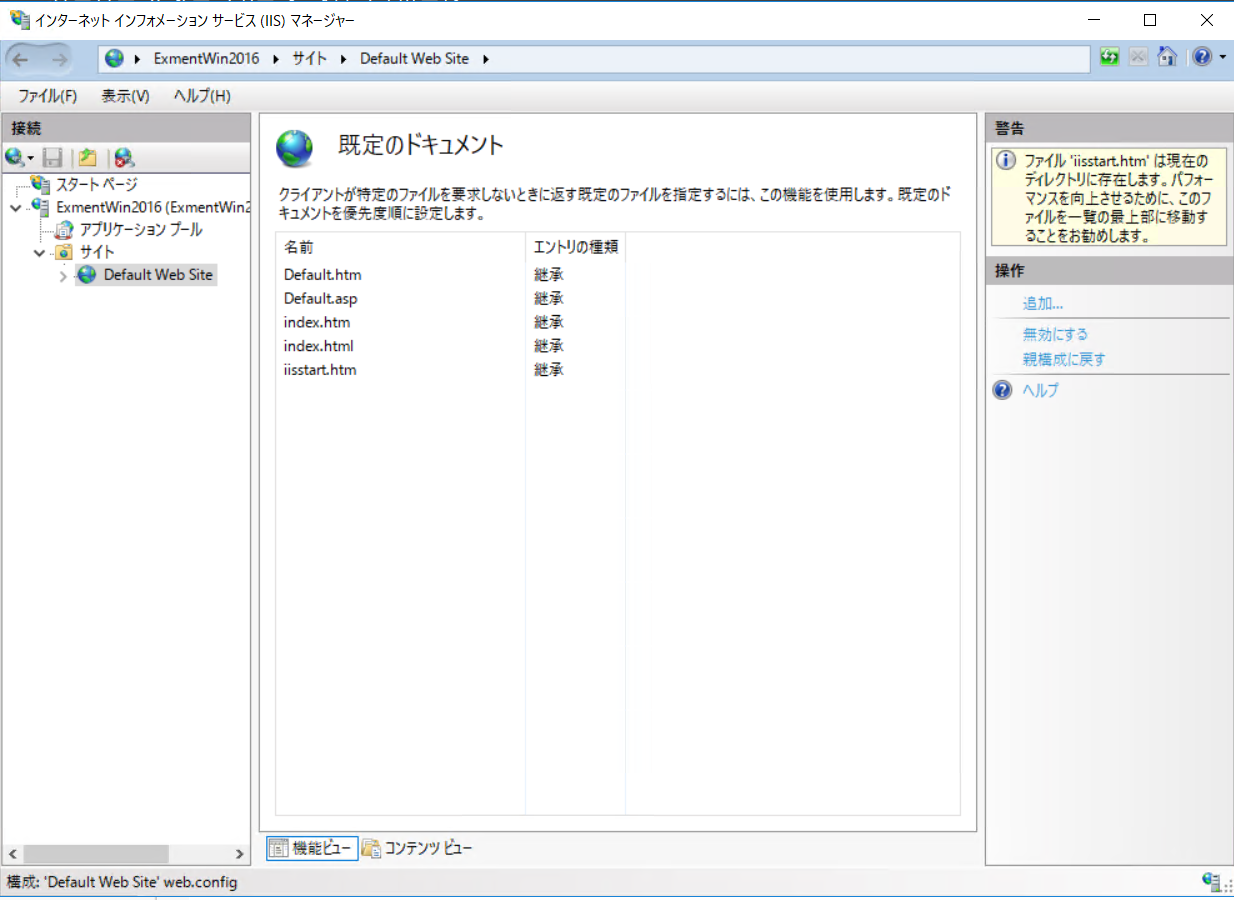 インターネット インフォメーション サービス (IIS) マネージャー
ExmentWin2016 サイト Default Web Site
ファイル(F) 表示(V) ヘルプ(H)
接続
スタート ページ
ExmentWin2016 (ExmentWin2
アプリケーション プール
サイト
Default Web Site
既定のドキュメント
クライアントが特定のファイルを要求しないときに返す既定のファイルを指定するには、この機能を使用します。既定のド
キュメントを優先度順に設定します。
名前 エントリの種類
Default.htm 継承
Default.asp 継承
index.htm 継承
index.html 継承
iisstart.htm 継承
機能ビュー コンテンツ ビュー
警告
ファイル 'iisstart.htm' は現在の
ディレクトリに存在します。パフォー
マンスを向上させるために、このフ
ァイルを一覧の最上部に移動す
ることをお勧めします。
操作
追加...
無効にする
親構成に戻す
ヘルプ
構成: 'Default Web Site' web.config